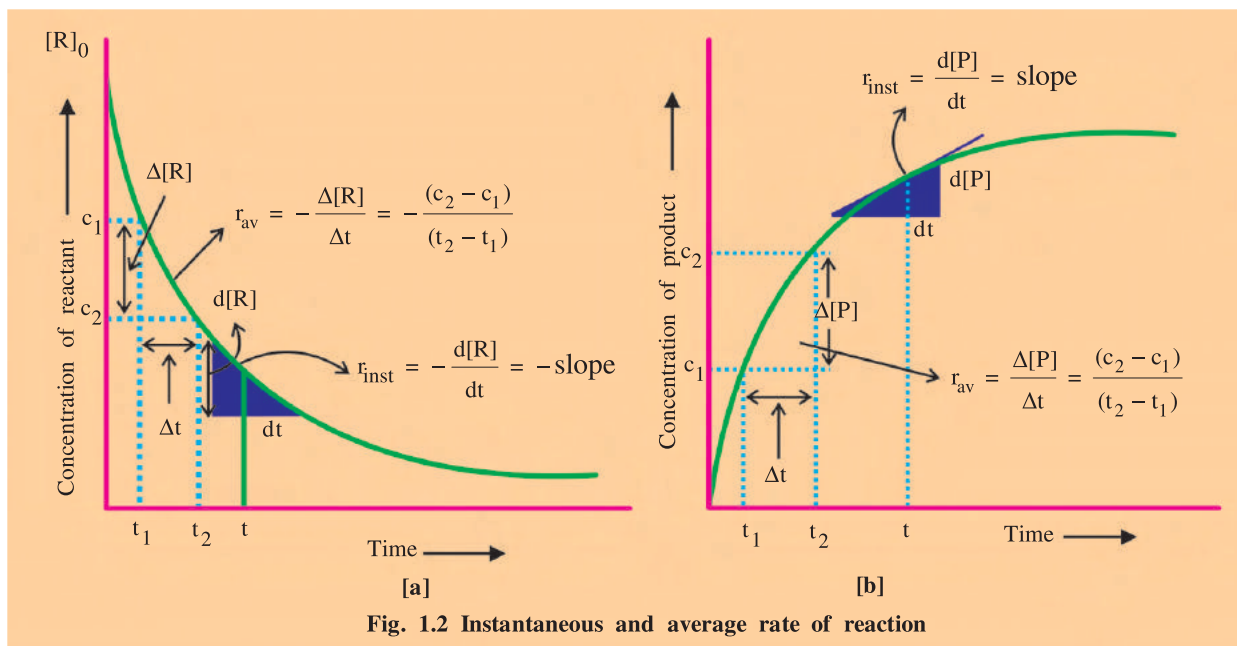 [R]₀
Concentration of reactant
Δ[R]
c₁
c₂
r_av = − Δ[R]/Δt = − (c₂ − c₁)/(t₂ − t₁)
d[R]
r_inst = − d[R]/dt = − slope
Δt
dt
t₁ t₂ t
Time
[a]
Concentration of product
r_inst = d[P]/dt = slope
d[P]
dt
c₂
Δ[P]
c₁
r_av = Δ[P]/Δt = (c₂ − c₁)/(t₂ − t₁)
Δt
t₁ t₂ t
Time
[b]
Fig. 1.2 Instantaneous and average rate of reaction